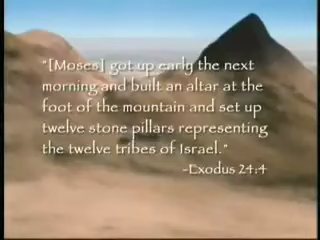 "[Moses] got up early the next
morning and built an altar at the
foot of the mountain and set up
twelve stone pillars representing
the twelve tribes of Israel."
-Exodus 24:4